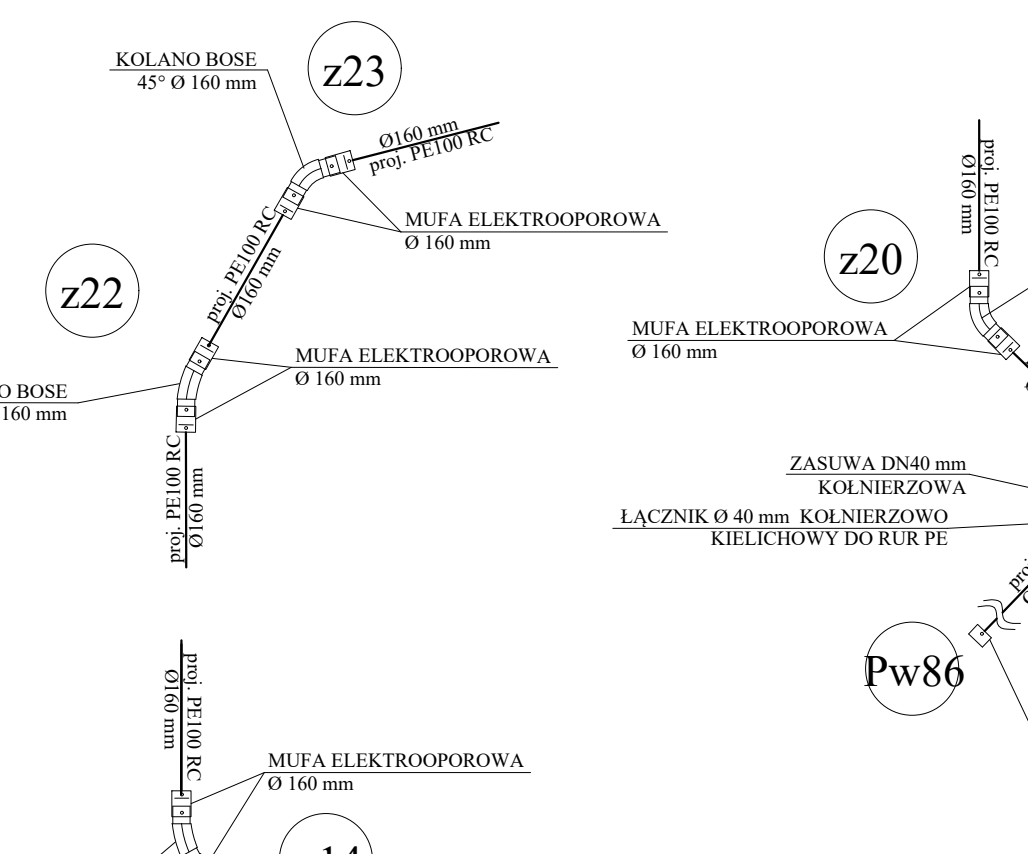 KOLANO BOSE
45° Ø 160 mm
z23
Ø160 mm
proj. PE100 RC
MUFA ELEKTROOPOROWA
Ø 160 mm
proj. PE100 RC
Ø160 mm
z22
MUFA ELEKTROOPOROWA
Ø 160 mm
O BOSE
160 mm
proj. PE100 RC
Ø160 mm
proj. PE100 RC
Ø160 mm
z20
MUFA ELEKTROOPOROWA
Ø 160 mm
ZASUWA DN40 mm
KOŁNIERZOWA
ŁĄCZNIK Ø 40 mm KOŁNIERZOWO
KIELICHOWY DO RUR PE
Pw86
proj. PE100 RC
Ø160 mm
MUFA ELEKTROOPOROWA
Ø 160 mm